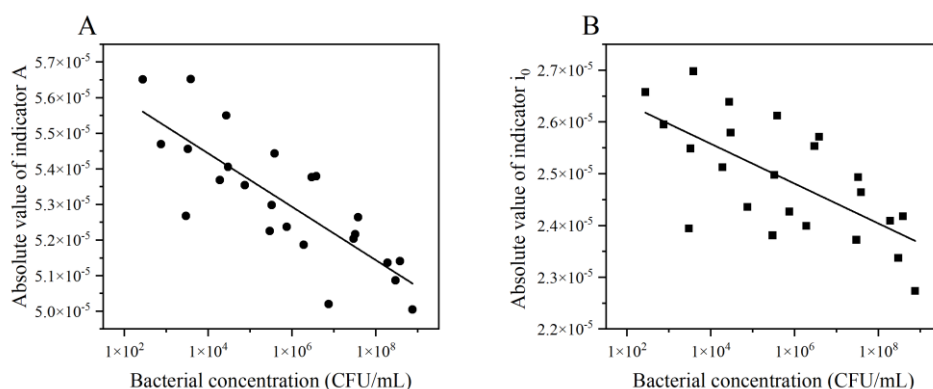 A
Absolute value of indicator A
5.7×10⁻⁵
5.6×10⁻⁵
5.5×10⁻⁵
5.4×10⁻⁵
5.3×10⁻⁵
5.2×10⁻⁵
5.1×10⁻⁵
5.0×10⁻⁵
1×10² 1×10⁴ 1×10⁶ 1×10⁸
Bacterial concentration (CFU/mL)
B
Absolute value of indicator i₀
2.7×10⁻⁵
2.6×10⁻⁵
2.5×10⁻⁵
2.4×10⁻⁵
2.3×10⁻⁵
2.2×10⁻⁵
1×10² 1×10⁴ 1×10⁶ 1×10⁸
Bacterial concentration (CFU/mL)